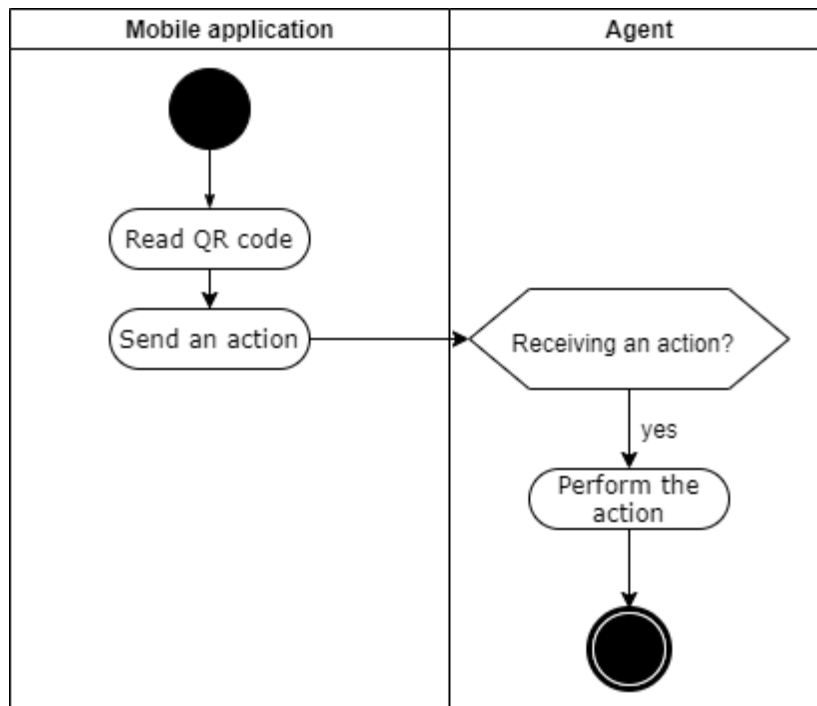 Mobile application
Agent
Read QR code
Send an action
Receiving an action?
yes
Perform the
action